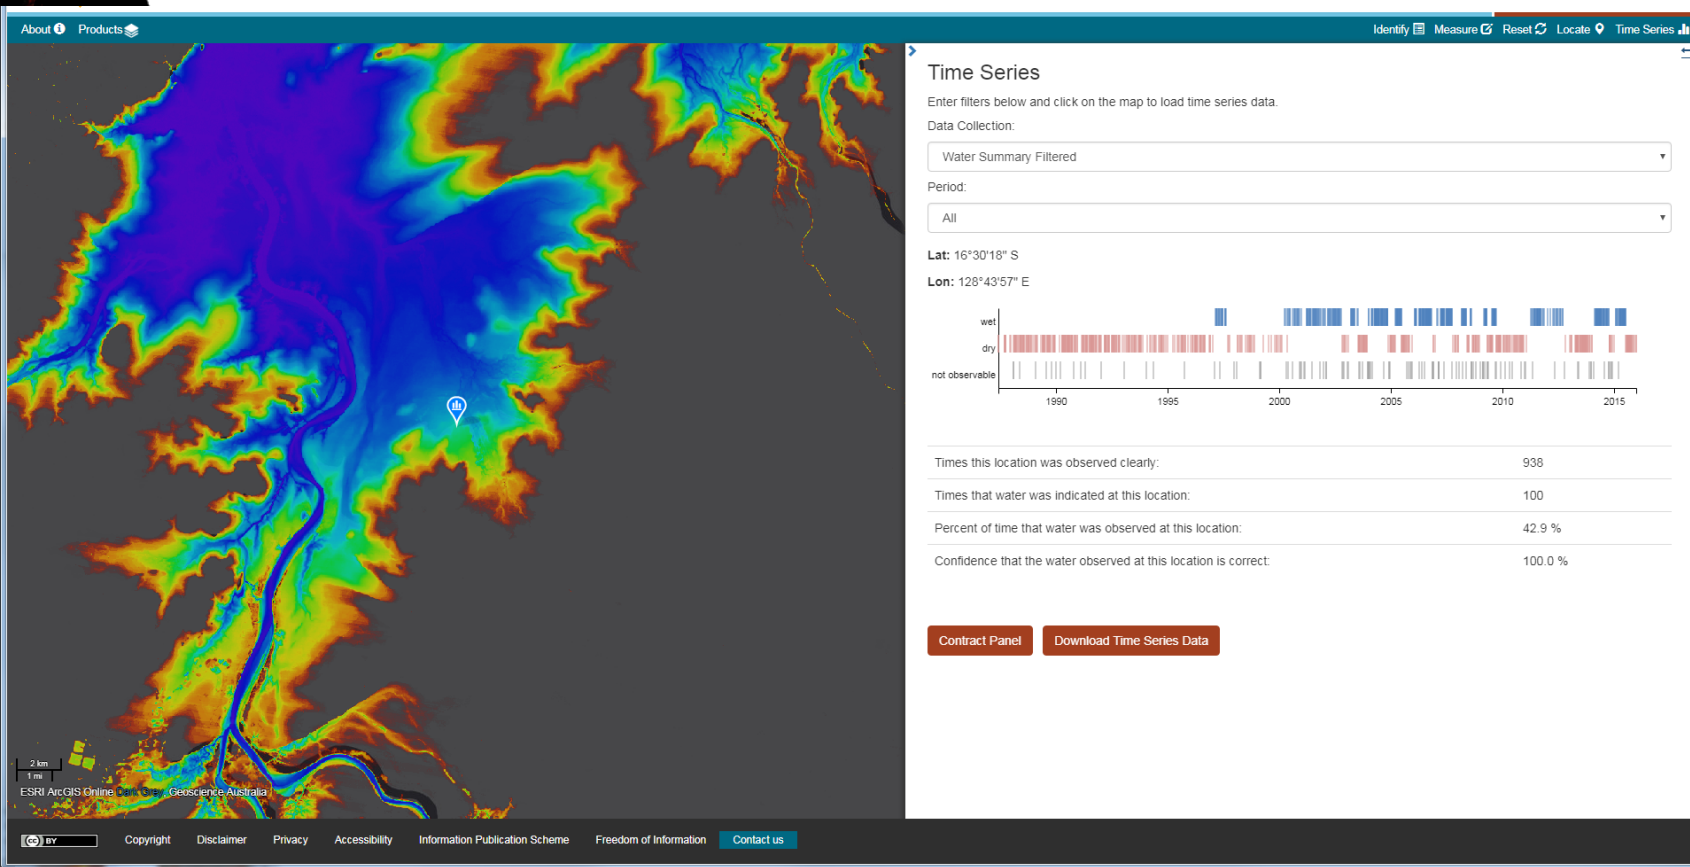 About Products
Identify Measure Reset Locate Time Series
Time Series
Enter filters below and click on the map to load time series data.
Data Collection:
Water Summary Filtered
Period:
All
Lat: 16°30'18" S
Lon: 128°43'57" E
wet
dry
not observable
1990 1995 2000 2005 2010 2015
Times this location was observed clearly: 938
Times that water was indicated at this location: 100
Percent of time that water was observed at this location: 42.9 %
Confidence that the water observed at this location is correct: 100.0 %
Contract Panel Download Time Series Data
2 km
1 mi
ESRI ArcGIS Online Dark Grey, Geoscience Australia
cc BY Copyright Disclaimer Privacy Accessibility Information Publication Scheme Freedom of Information Contact us